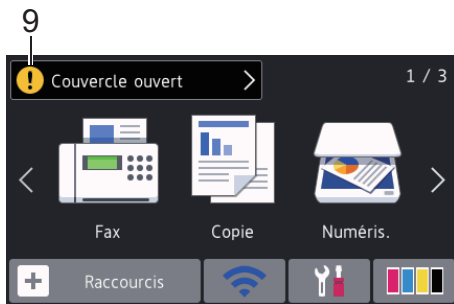 9
Couvercle ouvert
1 / 3
Fax
Copie
Numéris.
Raccourcis